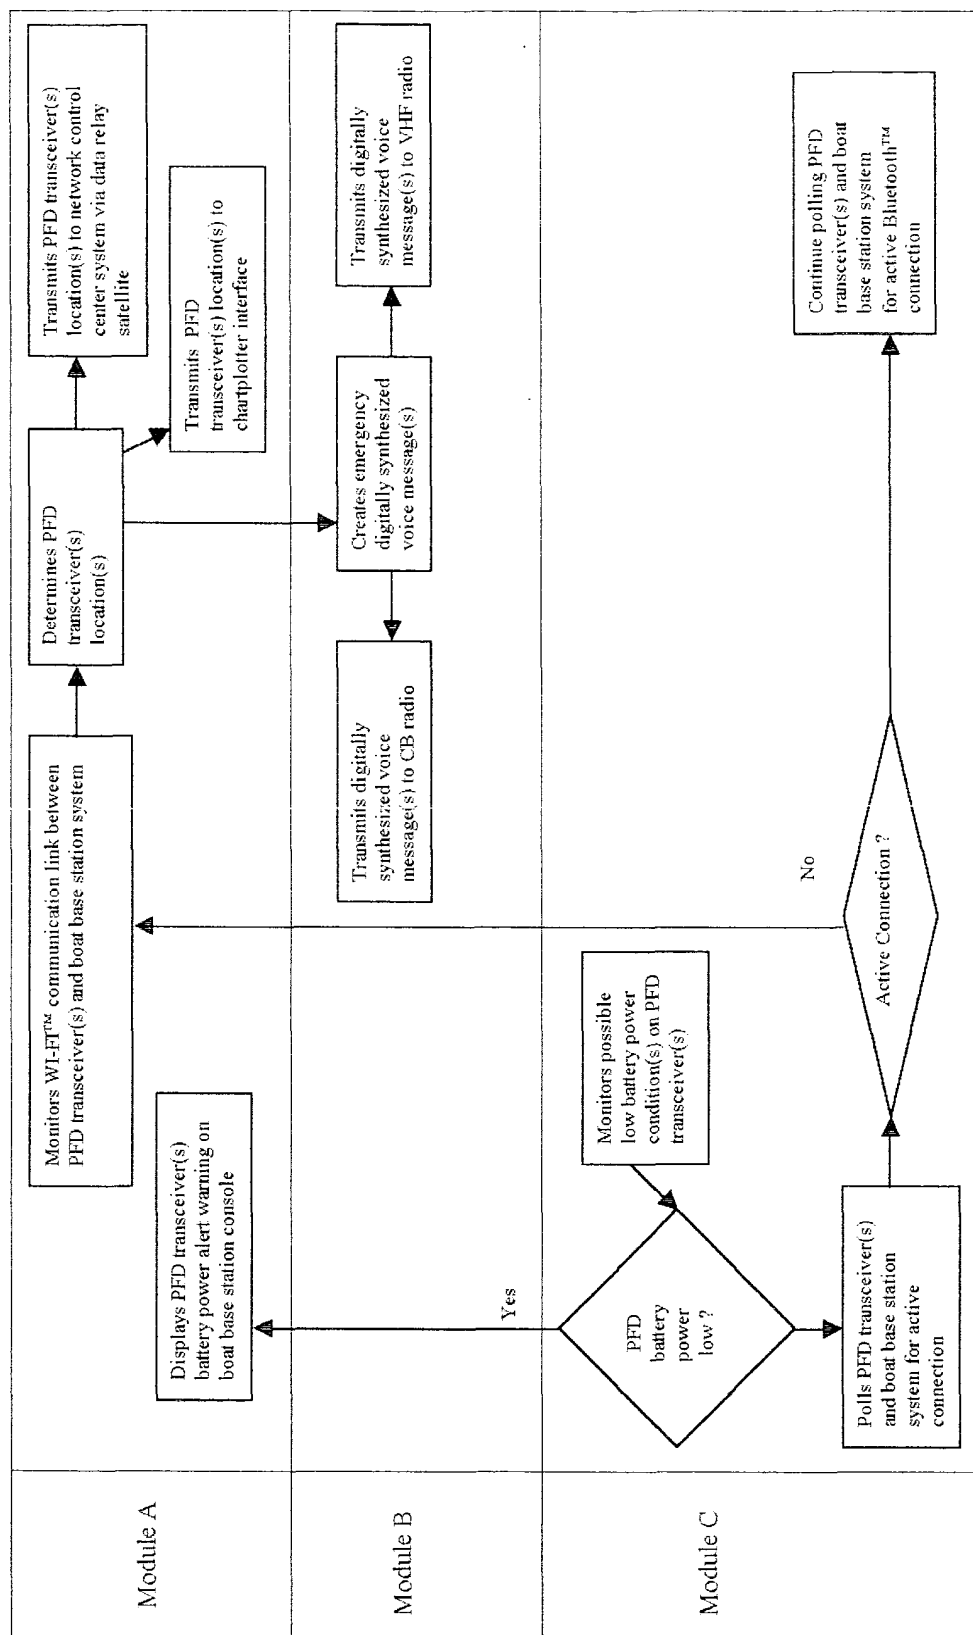 Module A
Displays PFD transceiver(s)
battery power alert warning on
boat base station console
Monitors WI-FI™ communication link between
PFD transceiver(s) and boat base station system
Determines PFD
transceiver(s)
location(s)
Transmits PFD transceiver(s)
location(s) to network control
center system via data relay
satellite
Transmits PFD
transceiver(s) location(s) to
chartplotter interface
Module B
Transmits digitally
synthesized voice
message(s) to CB radio
Creates emergency
digitally synthesized
voice message(s)
Transmits digitally
synthesized voice
message(s) to VHF radio
Module C
Yes
PFD
battery
power
low ?
Monitors possible
low battery power
condition(s) on PFD
transceiver(s)
Polls PFD transceiver(s)
and boat base station
system for active
connection
Active Connection ?
No
Continue polling PFD
transceiver(s) and boat
base station system
for active Bluetooth™
connection